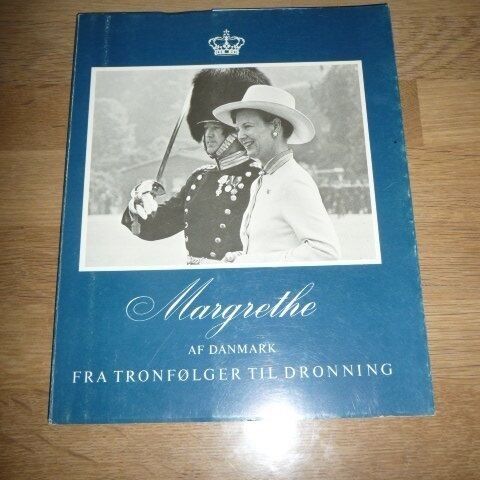 Margrethe
AF DANMARK
FRA TRONFØLGER TIL DRONNING